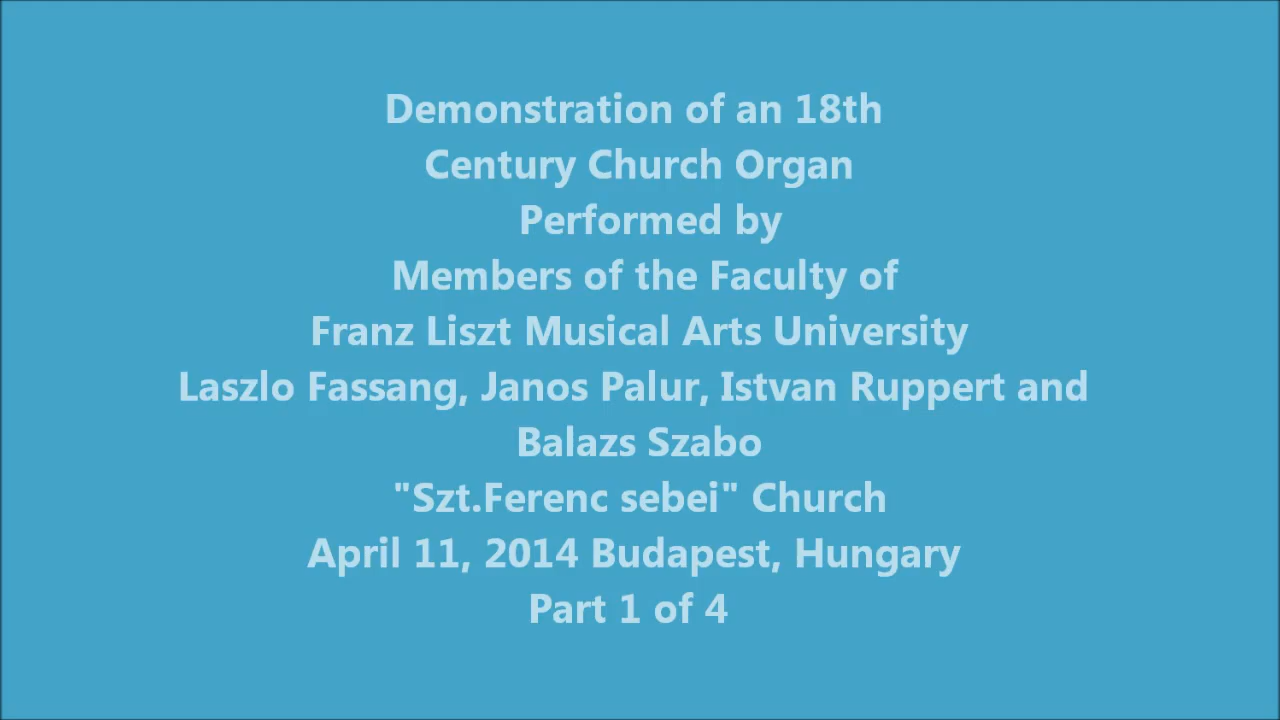 Demonstration of an 18th
Century Church Organ
Performed by
Members of the Faculty of
Franz Liszt Musical Arts University
Laszlo Fassang, Janos Palur, Istvan Ruppert and
Balazs Szabo
"Szt.Ferenc sebei" Church
April 11, 2014 Budapest, Hungary
Part 1 of 4